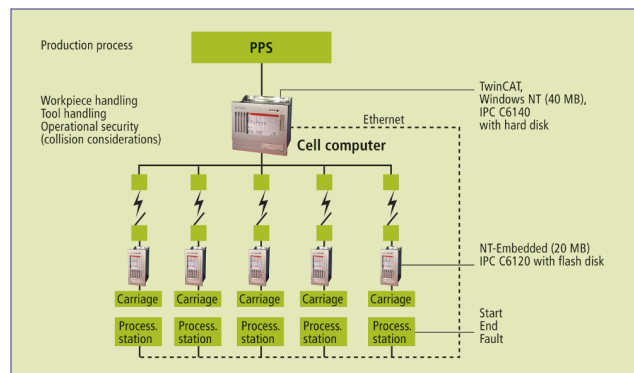 Production process
PPS
Workpiece handling
Tool handling
Operational security
(collision considerations)
TwinCAT,
Windows NT (40 MB),
IPC C6140
with hard disk
Ethernet
Cell computer
NT-Embedded (20 MB)
IPC C6120 with flash disk
Carriage Carriage Carriage Carriage Carriage
Process. Process. Process. Process. Process.
station station station station station
Start
End
Fault